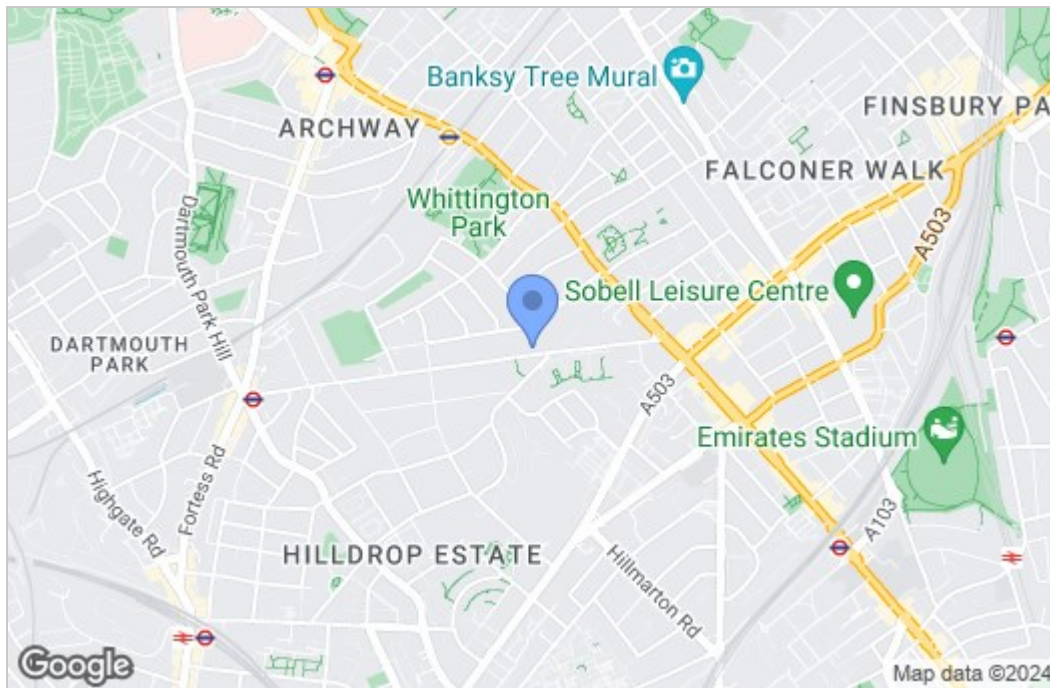 Banksy Tree Mural
FINSBURY PA
ARCHWAY
FALCONER WALK
Whittington
Park
Dartmouth Park Hill
A503
Sobell Leisure Centre
DARTMOUTH
PARK
A503
Emirates Stadium
Fortess Rd
Highgate Rd
A103
HILLDROP ESTATE
Hillmarton Rd
Google
Map data ©2024